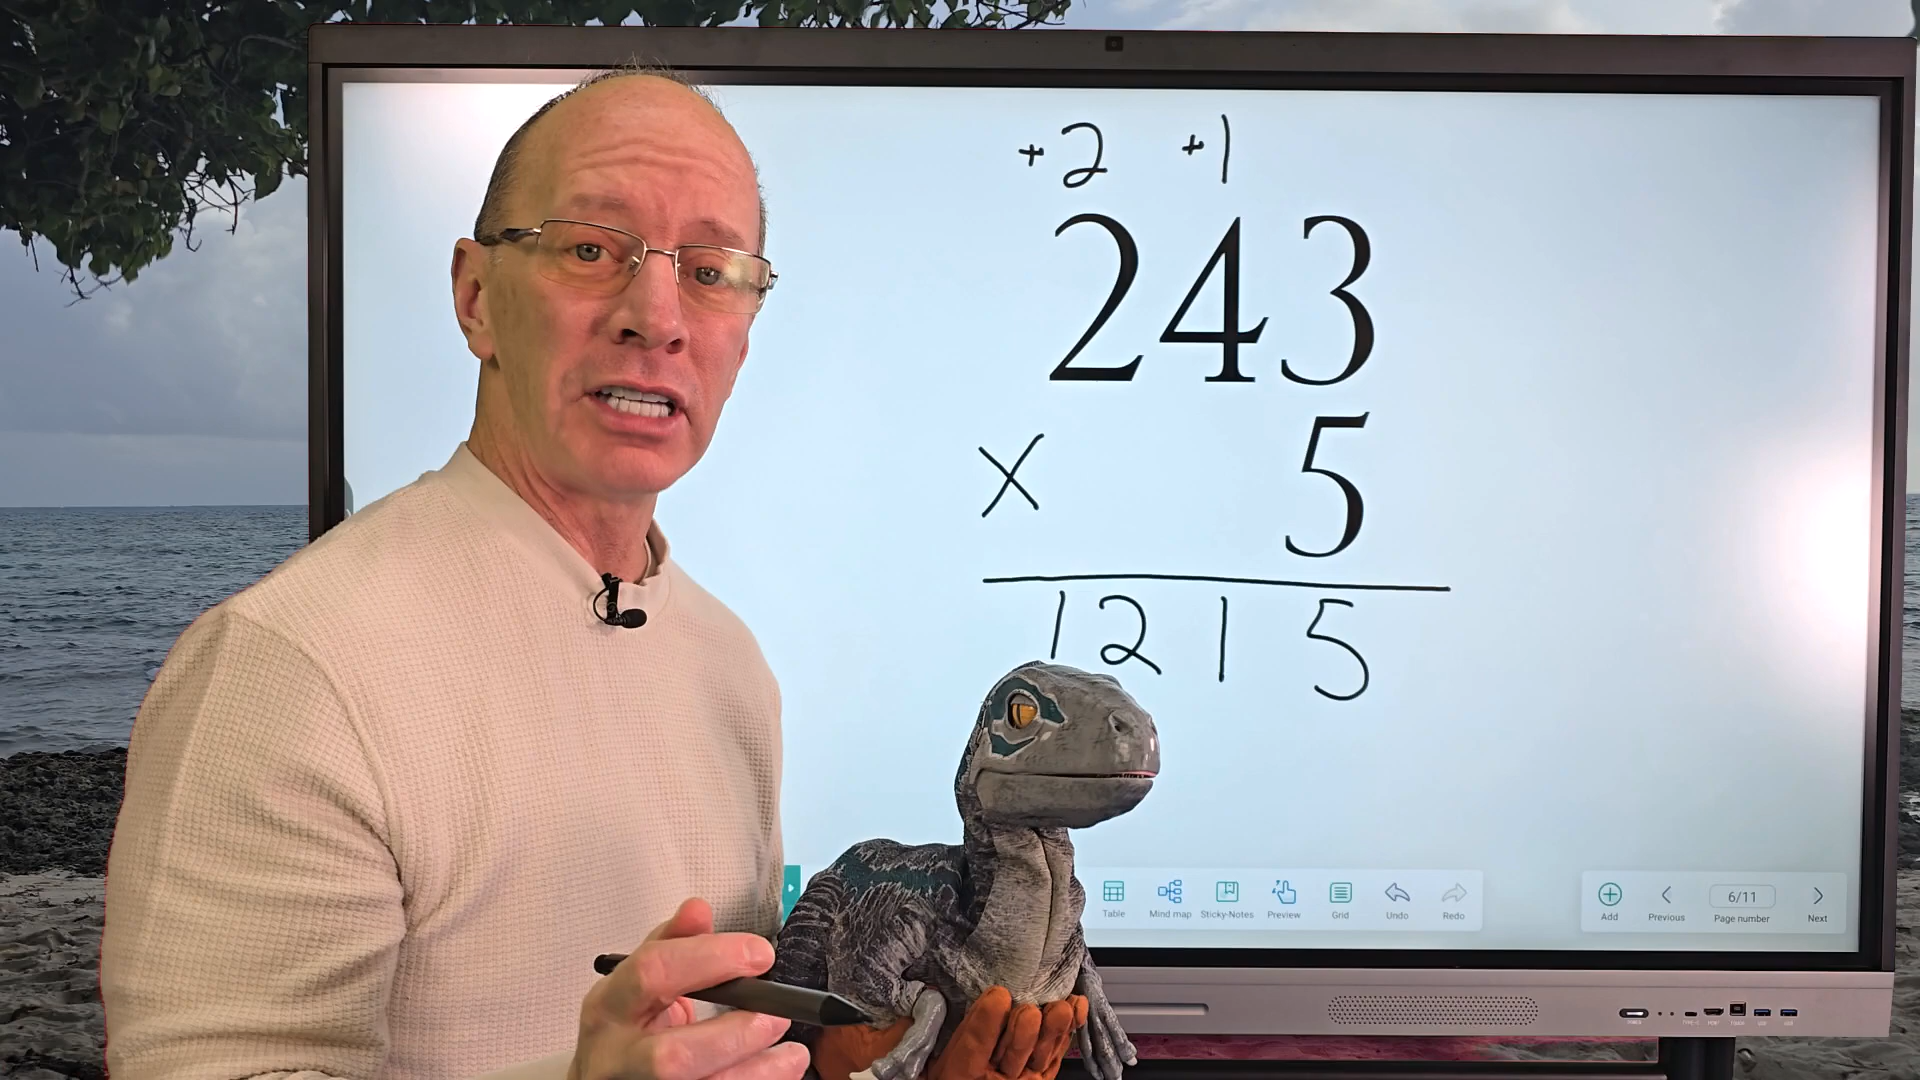 +2 +1
243
x 5
1215
Table Mind map Sticky-Notes Preview Grid Undo Redo
Add Previous 6/11 Next
Page number